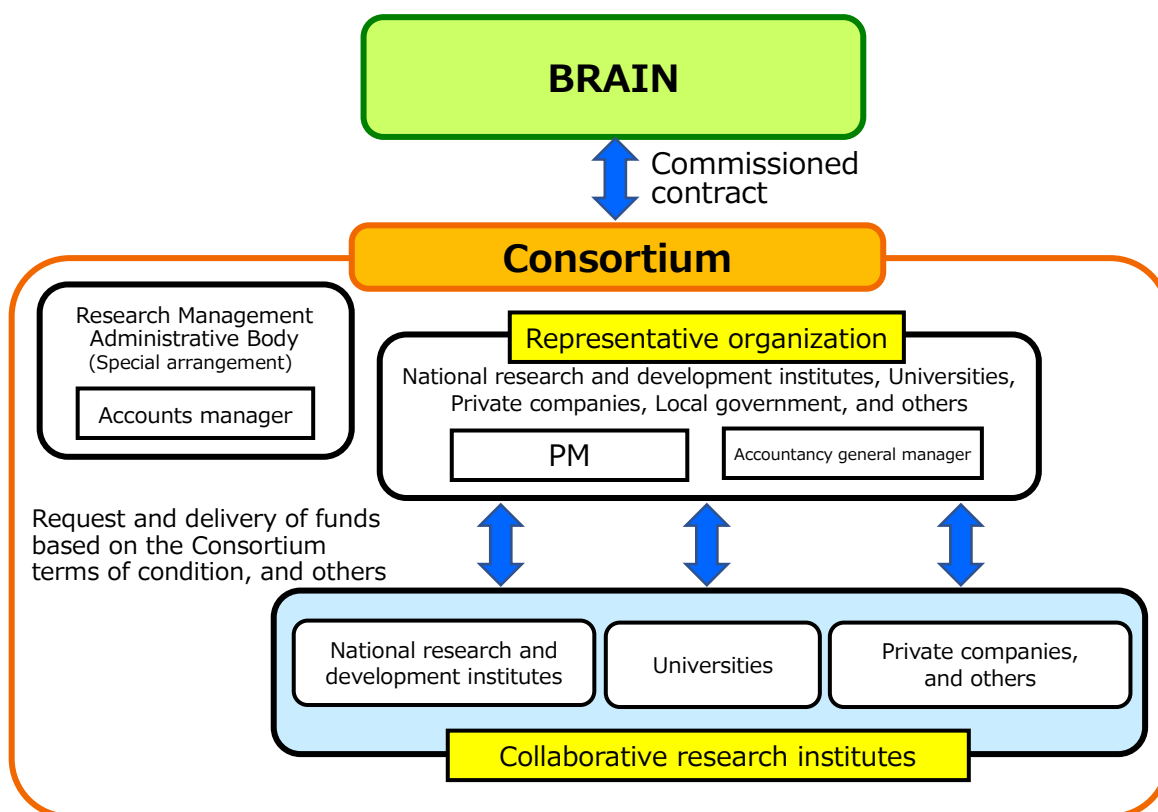 BRAIN
Commissioned
contract
Consortium
Research Management
Administrative Body
(Special arrangement)
Accounts manager
Representative organization
National research and development institutes, Universities,
Private companies, Local government, and others
PM
Accountancy general manager
Request and delivery of funds
based on the Consortium
terms of condition, and others
National research and
development institutes
Universities
Private companies,
and others
Collaborative research institutes